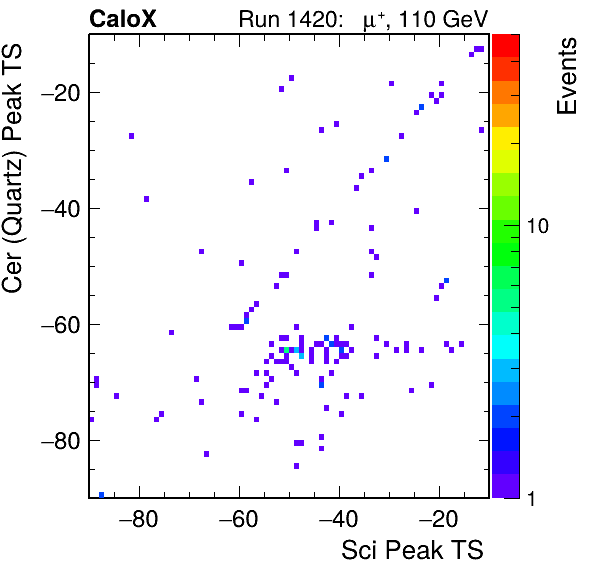 CaloX Run 1420: μ⁺, 110 GeV
Cer (Quartz) Peak TS
Events
−20
−40
−60
−80
10
1
−80 −60 −40 −20
Sci Peak TS